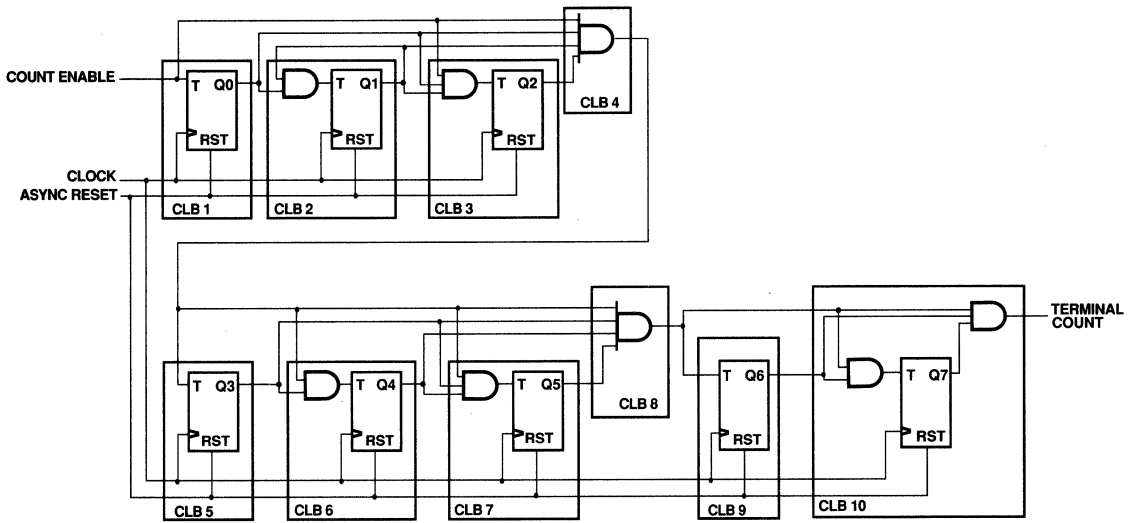 COUNT ENABLE
T Q0
RST
CLB 1
T Q1
RST
CLB 2
T Q2
RST
CLB 3
CLB 4
CLOCK
ASYNC RESET
T Q3
RST
CLB 5
T Q4
RST
CLB 6
T Q5
RST
CLB 7
CLB 8
T Q6
RST
CLB 9
T Q7
RST
CLB 10
TERMINAL
COUNT